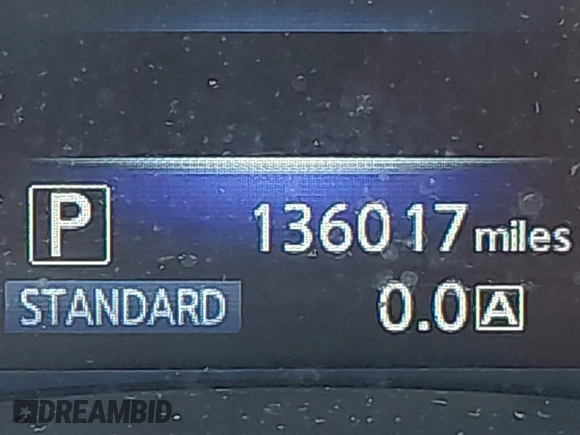 P 136017 miles
STANDARD 0.0 A
DREAMBID